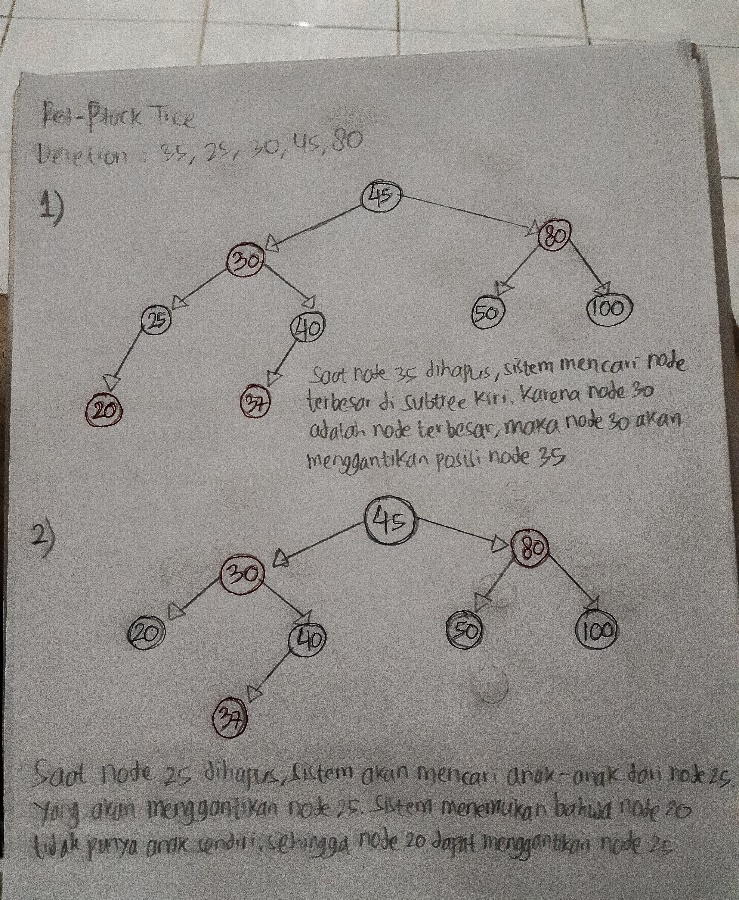 Red-Black Tree
Deletion : 35, 25, 30, 45, 80
1)
45
30
80
25
40
50
100
20
37
Saat node 35 dihapus, sistem mencari node
terbesar di subtree kiri. Karena node 30
adalah node terbesar, maka node 30 akan
menggantikan posisi node 35
2)
45
30
80
20
40
50
100
37
Saat node 25 dihapus, sistem akan mencari anak-anak dari node 25
yang akan menggantikan node 25. Sistem menemukan bahwa node 20
tidak punya anak sendiri, sehingga node 20 dapat menggantikan node 25